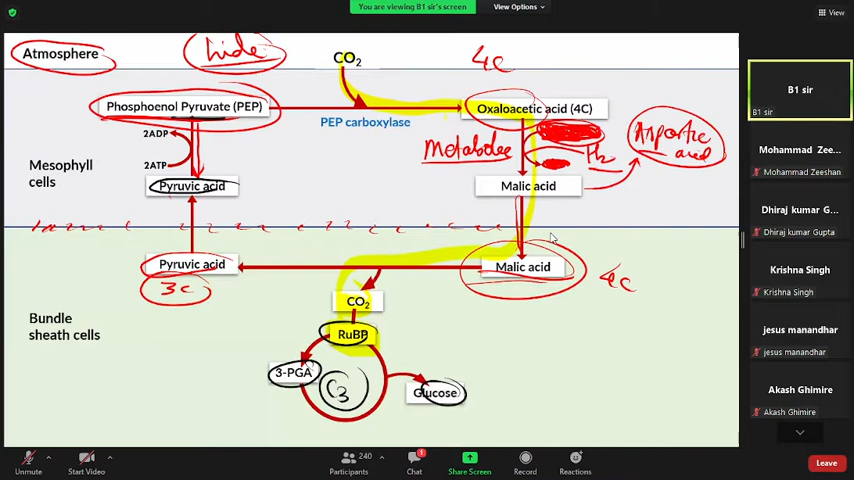 You are viewing B1 sir's screen
View Options
View
Atmosphere
hide
CO2
4C
Phosphoenol Pyruvate (PEP)
PEP carboxylase
Oxaloacetic acid (4C)
2ADP
2ATP
Metabolee
H2
Aspartic
acid
Mesophyll
cells
Pyruvic acid
Malic acid
Pyruvic acid
3C
Malic acid
4C
Bundle
sheath cells
CO2
RuBP
3-PGA
C3
Glucose
B1 sir
B1 sir
Mohammad Zee...
Mohammad Zeeshan
Dhiraj kumar G...
Dhiraj kumar Gupta
Krishna Singh
Krishna Singh
jesus manandhar
jesus manandhar
Akash Ghimire
Akash Ghimire
Unmute
Start Video
240
Participants
1
Chat
Share Screen
Record
Reactions
Leave